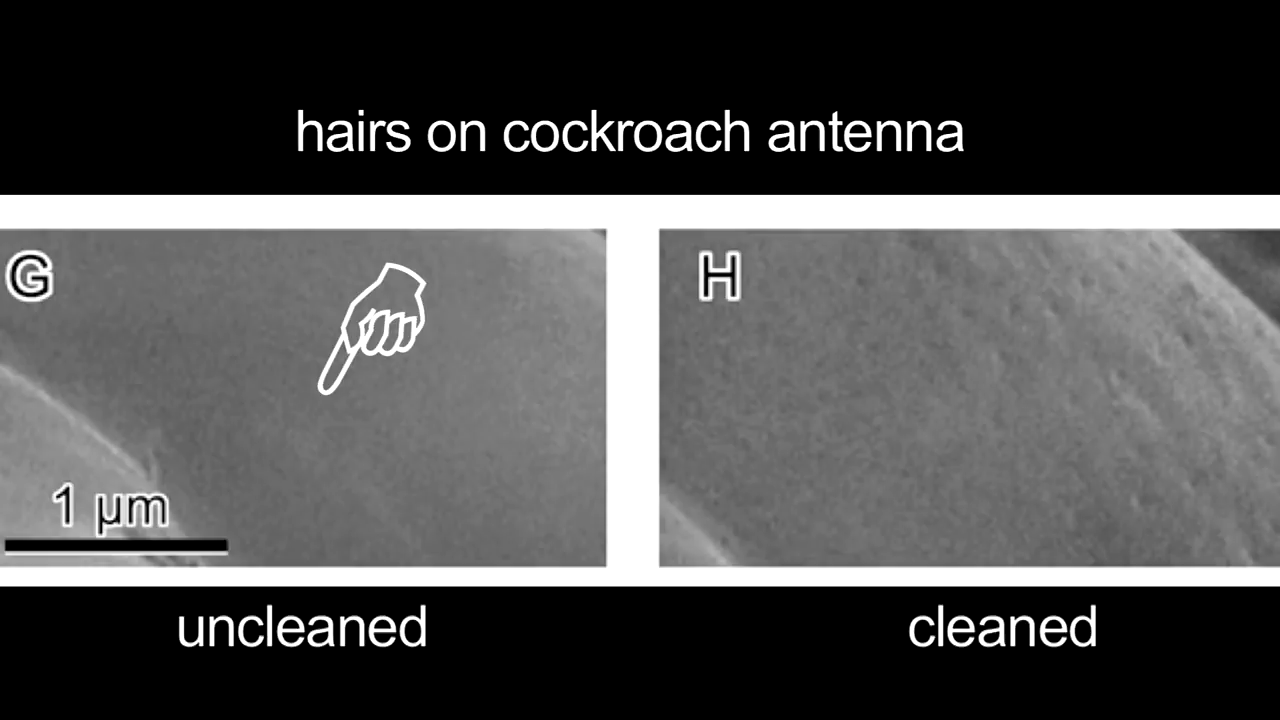 hairs on cockroach antenna
G
H
1 µm
uncleaned
cleaned